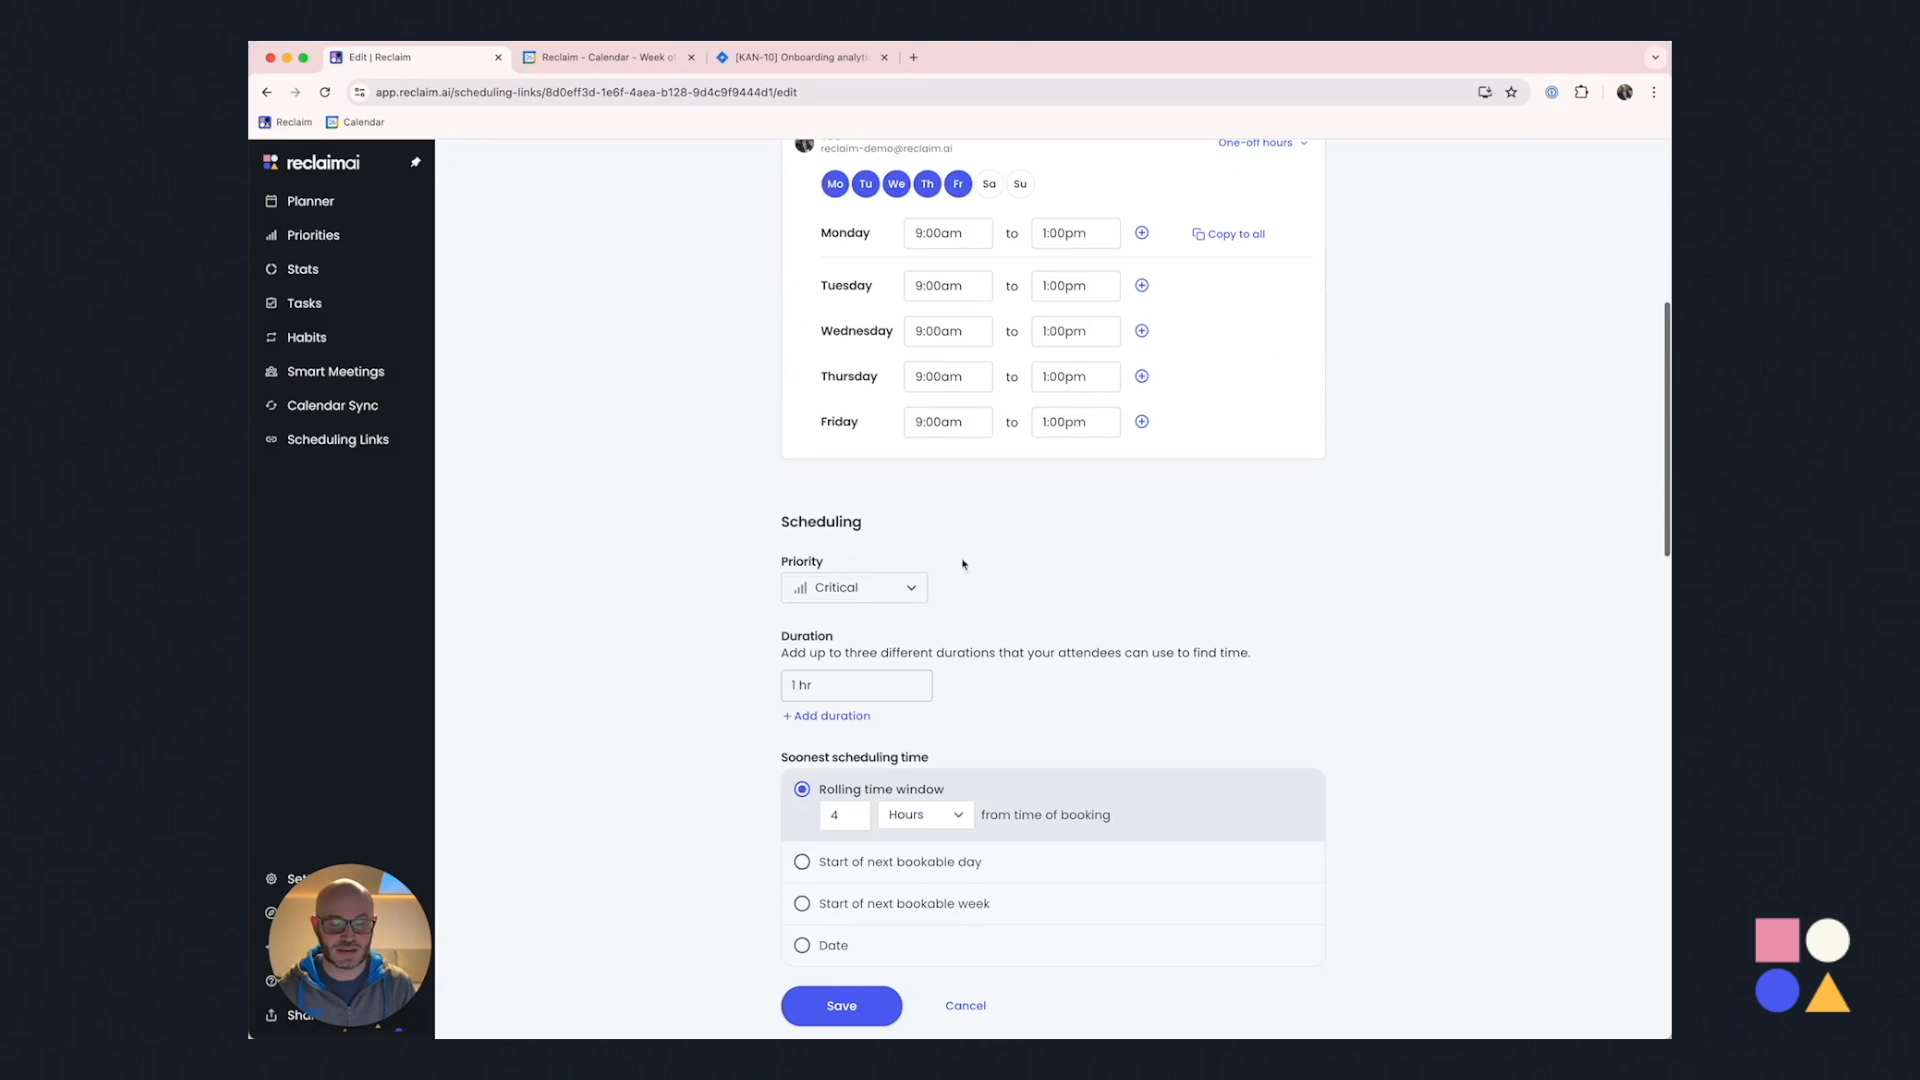 Edit | Reclaim
Reclaim - Calendar - Week of
[KAN-10] Onboarding analyti
app.reclaim.ai/scheduling-links/8d0eff3d-1e6f-4aea-b128-9d4c9f9444d1/edit
Reclaim
Calendar
reclaimai
Planner
Priorities
Stats
Tasks
Habits
Smart Meetings
Calendar Sync
Scheduling Links
reclaim-demo@reclaim.ai
One-off hours
Mo Tu We Th Fr Sa Su
Monday 9:00am to 1:00pm Copy to all
Tuesday 9:00am to 1:00pm
Wednesday 9:00am to 1:00pm
Thursday 9:00am to 1:00pm
Friday 9:00am to 1:00pm
Scheduling
Priority
Critical
Duration
Add up to three different durations that your attendees can use to find time.
1 hr
+ Add duration
Soonest scheduling time
Rolling time window
4 Hours from time of booking
Start of next bookable day
Start of next bookable week
Date
Save Cancel